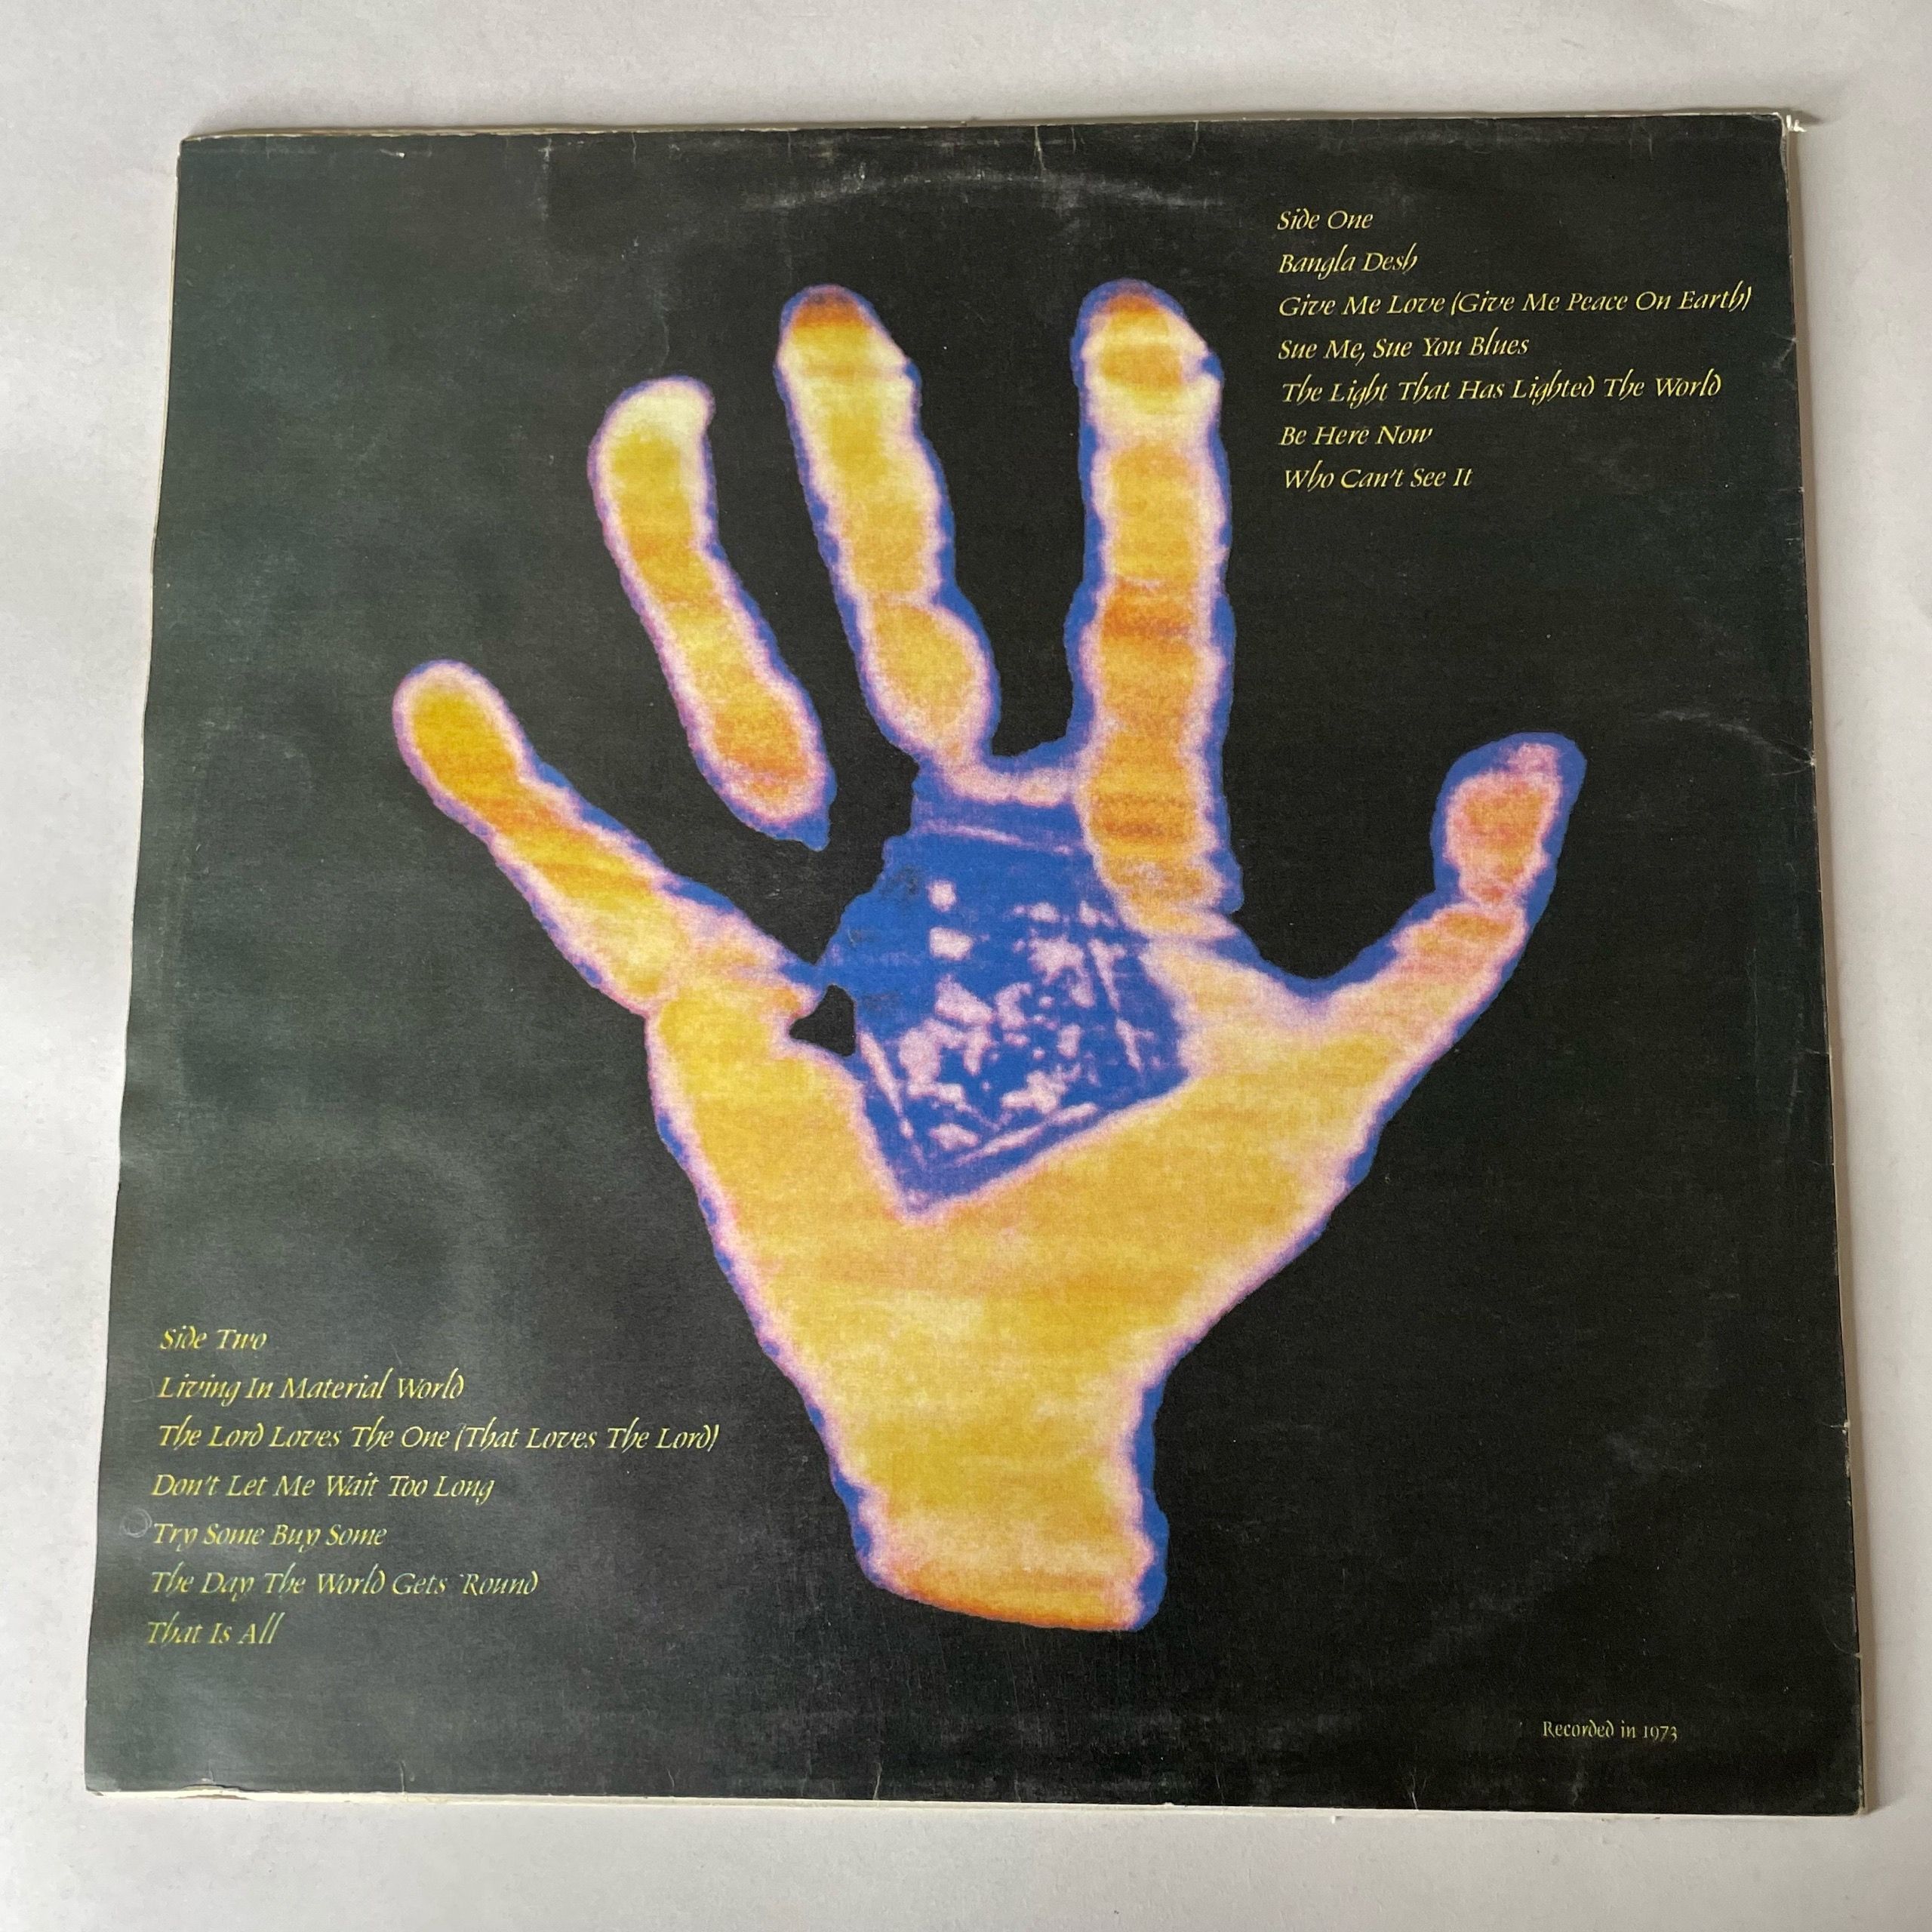 Side One
Bangla Desh
Give Me Love (Give Me Peace On Earth)
Sue Me, Sue You Blues
The Light That Has Lighted The World
Be Here Now
Who Can't See It
Side Two
Living In Material World
The Lord Loves The One (That Loves The Lord)
Don't Let Me Wait Too Long
Try Some Buy Some
The Day The World Gets 'Round
That Is All
Recorded in 1973